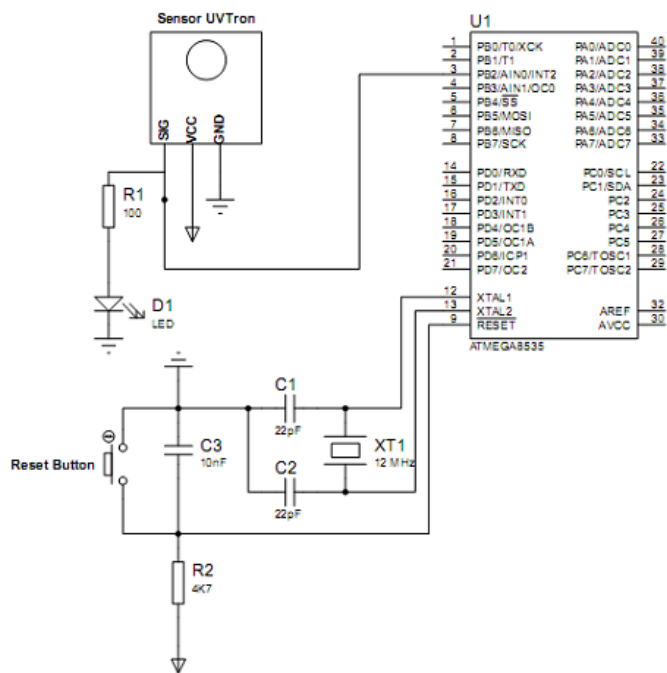 Sensor UVTron
SIG
VCC
GND
R1
100
D1
LED
U1
1 PB0/T0/XCK PA0/ADC0 40
2 PB1/T1 PA1/ADC1 39
3 PB2/AIN0/INT2 PA2/ADC2 38
4 PB3/AIN1/OC0 PA3/ADC3 37
5 PB4/SS PA4/ADC4 36
6 PB5/MOSI PA5/ADC5 35
7 PB6/MISO PA6/ADC6 34
8 PB7/SCK PA7/ADC7 33
14 PD0/RXD PC0/SCL 22
15 PD1/TXD PC1/SDA 23
16 PD2/INT0 PC2 24
17 PD3/INT1 PC3 25
18 PD4/OC1B PC4 26
19 PD5/OC1A PC5 27
20 PD6/ICP1 PC6/TOSC1 28
21 PD7/OC2 PC7/TOSC2 29
12 XTAL1
13 XTAL2 AREF 32
9 RESET AVCC 30
ATMEGA8535
Reset Button
C3
10nF
C1
22pF
C2
22pF
XT1
12 MHz
R2
4K7